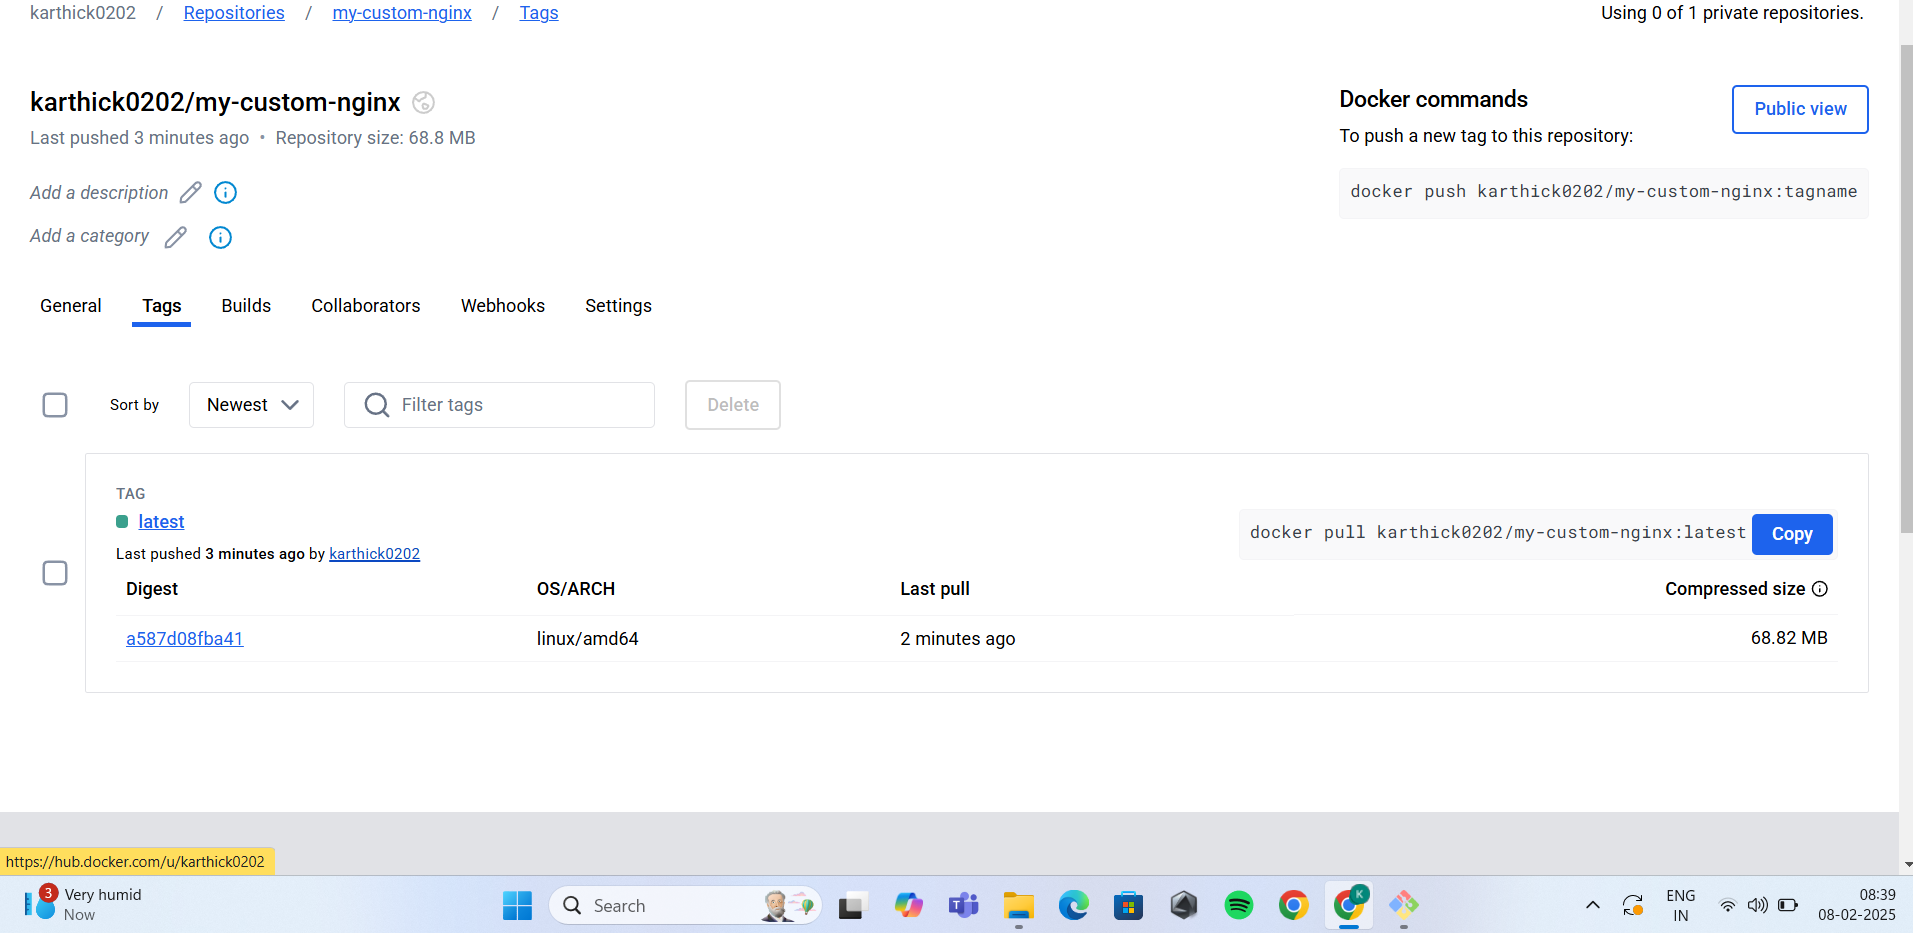 karthick0202 / Repositories / my-custom-nginx / Tags
Using 0 of 1 private repositories.
karthick0202/my-custom-nginx
Last pushed 3 minutes ago • Repository size: 68.8 MB
Add a description
Add a category
Docker commands
To push a new tag to this repository:
Public view
docker push karthick0202/my-custom-nginx:tagname
General Tags Builds Collaborators Webhooks Settings
Sort by Newest Filter tags Delete
TAG
latest
Last pushed 3 minutes ago by karthick0202
docker pull karthick0202/my-custom-nginx:latest Copy
Digest OS/ARCH Last pull Compressed size
a587d08fba41 linux/amd64 2 minutes ago 68.82 MB
https://hub.docker.com/u/karthick0202
3
Very humid
Now
Search
T
K
ENG
IN
08:39
08-02-2025